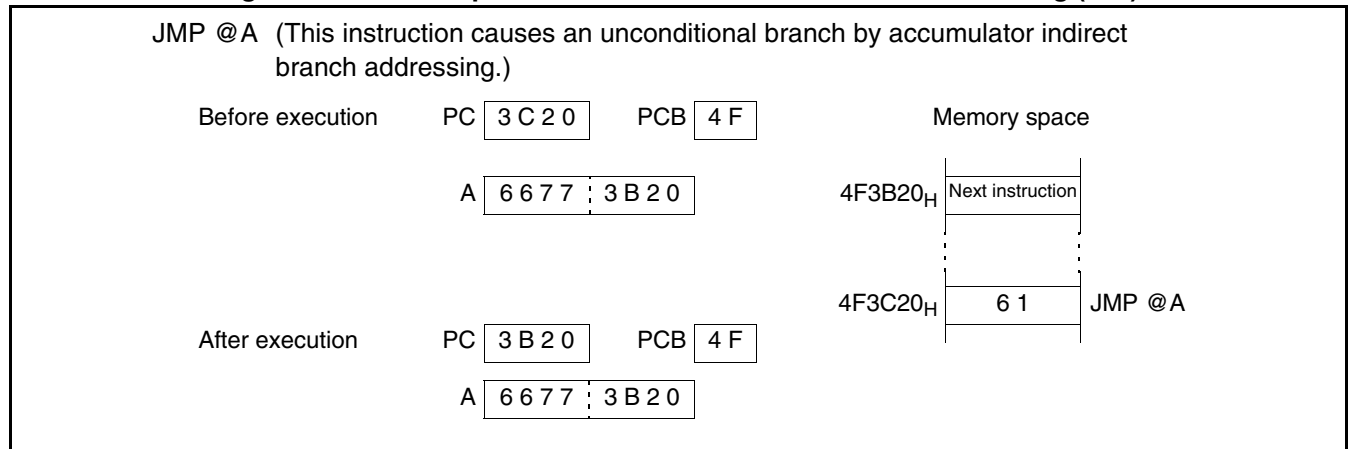 JMP @A (This instruction causes an unconditional branch by accumulator indirect
branch addressing.)
Before execution PC 3 C 2 0 PCB 4 F Memory space
A 6 6 7 7 3 B 2 0 4F3B20H Next instruction
4F3C20H 6 1 JMP @A
After execution PC 3 B 2 0 PCB 4 F
A 6 6 7 7 3 B 2 0